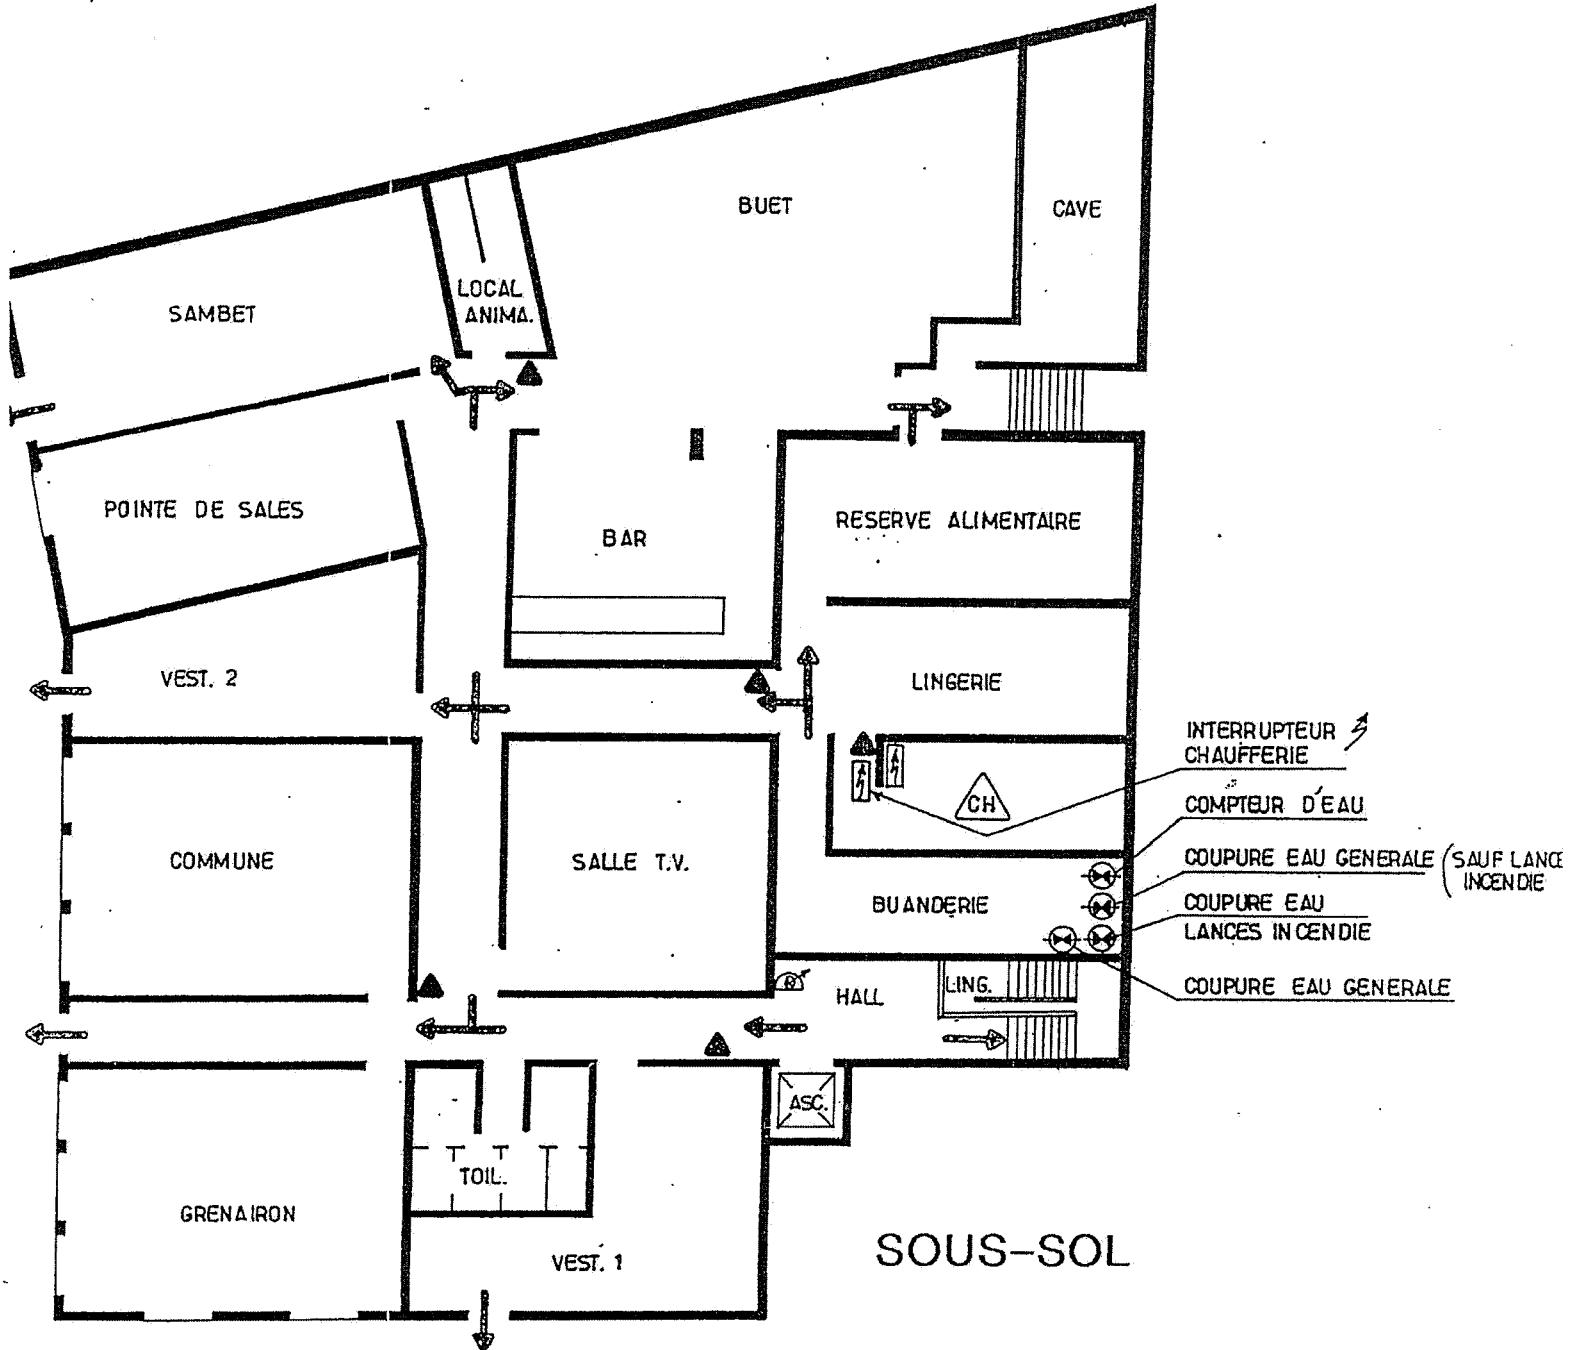 BUET
CAVE
LOCAL
ANIMA.
SAMBET
POINTE DE SALES
BAR
RESERVE ALIMENTAIRE
VEST. 2
LINGERIE
INTERRUPTEUR
CHAUFFERIE
CH
COMPTEUR D'EAU
COMMUNE
SALLE T.V.
COUPURE EAU GENERALE (SAUF LANCE
INCENDIE
BUANDERIE
COUPURE EAU
LANCES INCENDIE
HALL
LING.
COUPURE EAU GENERALE
ASC.
TOIL.
GRENAIRON
VEST. 1
SOUS-SOL